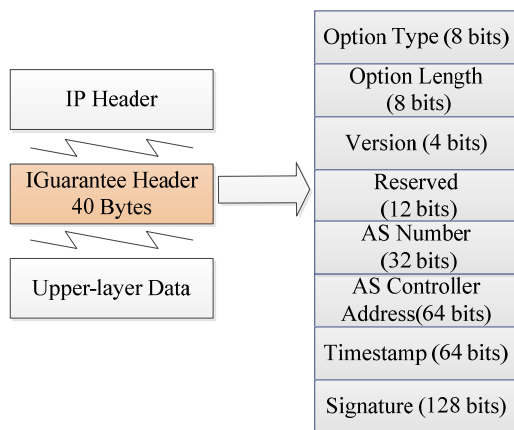 IP Header
IGuarantee Header
40 Bytes
Upper-layer Data
Option Type (8 bits)
Option Length
(8 bits)
Version (4 bits)
Reserved
(12 bits)
AS Number
(32 bits)
AS Controller
Address(64 bits)
Timestamp (64 bits)
Signature (128 bits)